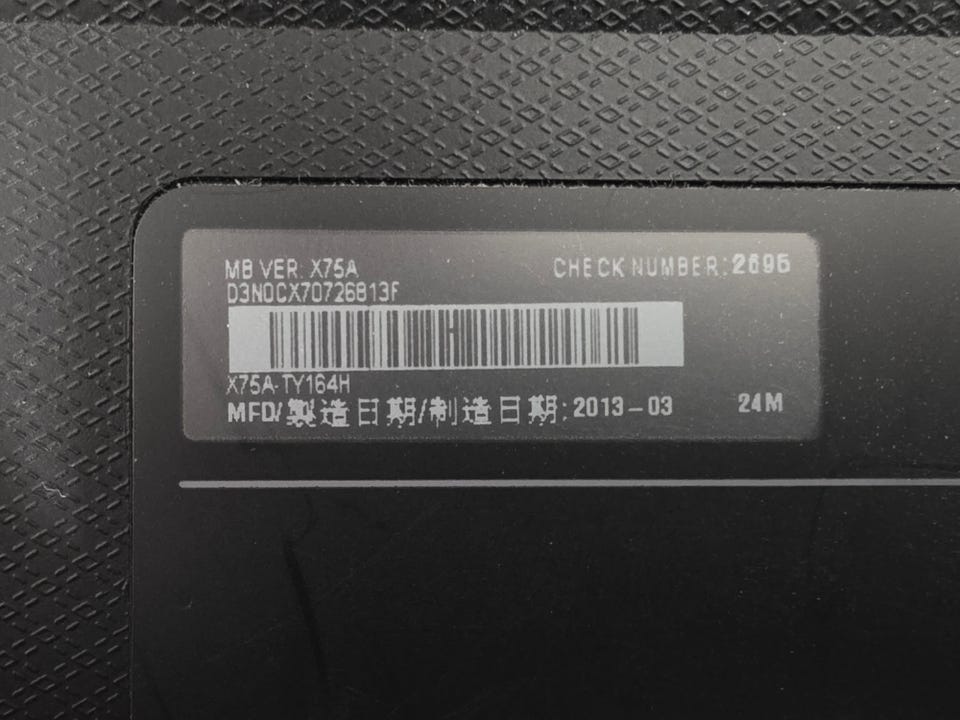 MB VER: X75A
CHECK NUMBER:2695
D3N0CX70726813F
X75A-TY164H
MFD/製造日期/制造日期:2013-03 24M